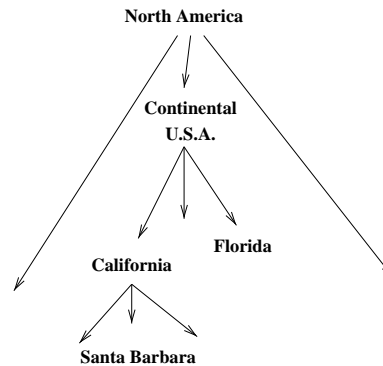 North America
Continental
U.S.A.
Florida
California
Santa Barbara